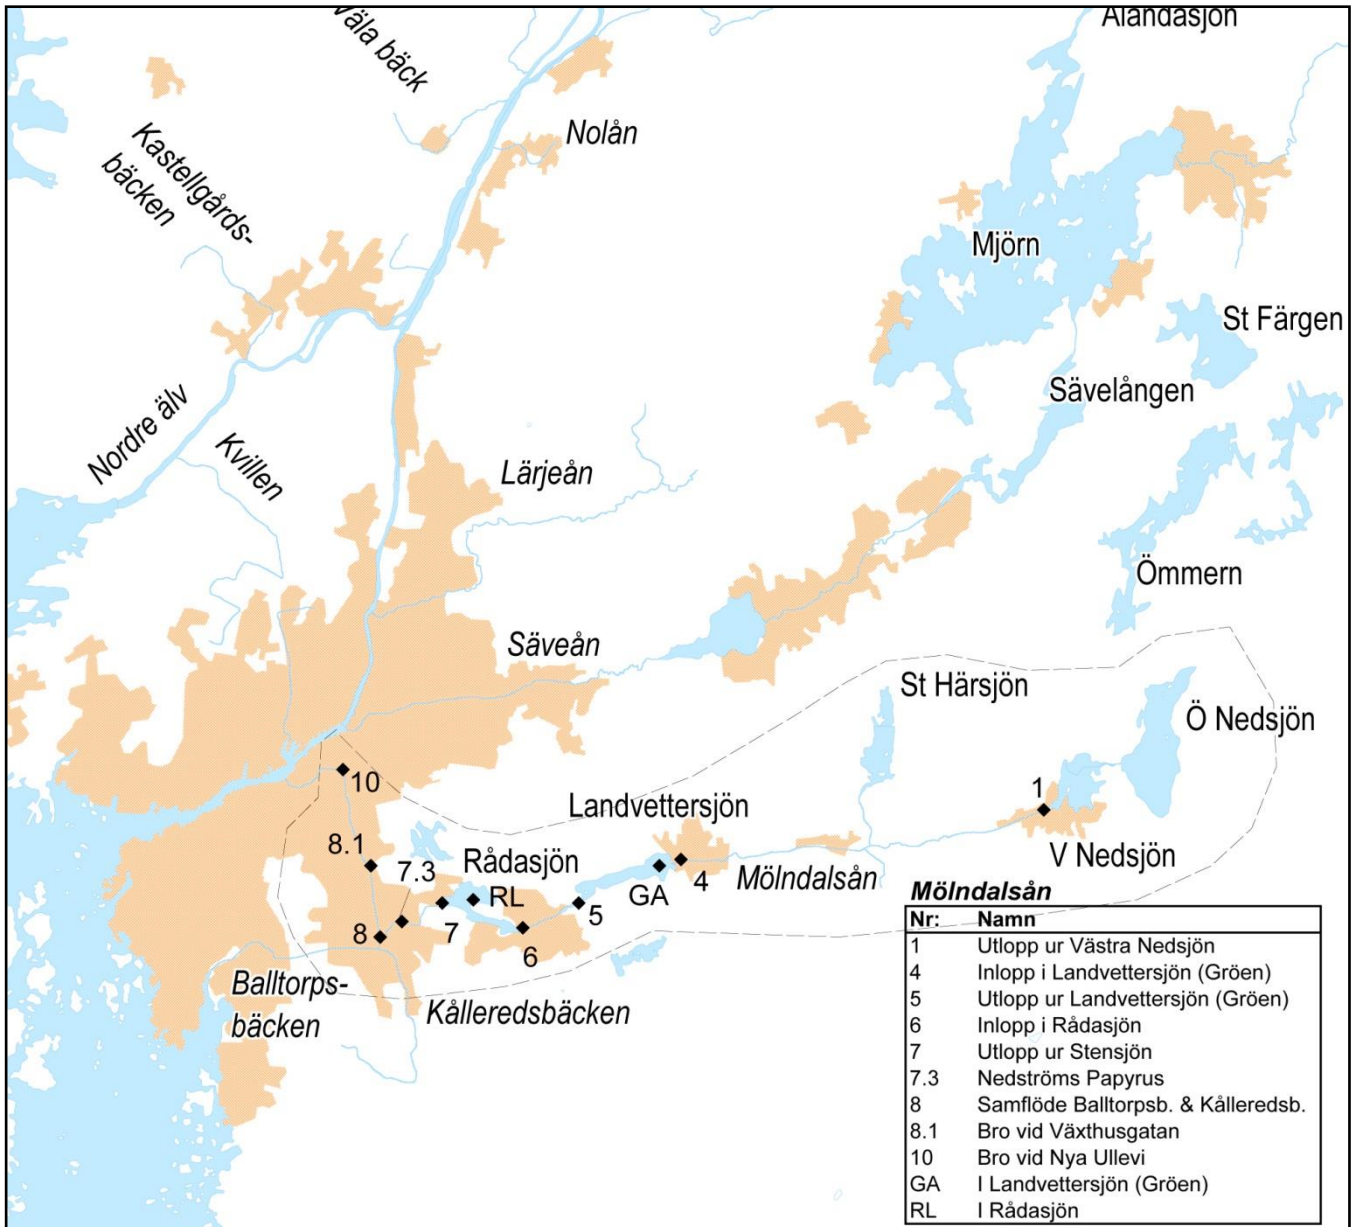 Ålandasjön
Väla bäck
Nolån
Kastellgårds-
bäcken
Mjörn
St Färgen
Sävelången
Nordre älv
Kvillen
Lärjeån
Ömmern
Säveån
St Härsjön
Ö Nedsjön
10
1
Landvettersjön
8.1
7.3
Rådasjön
V Nedsjön
RL
GA
4
Mölndalsån
8
7
6
5
Balltorps-
bäcken
Kålleredsbäcken
Mölndalsån
Nr: Namn
1 Utlopp ur Västra Nedsjön
4 Inlopp i Landvettersjön (Gröen)
5 Utlopp ur Landvettersjön (Gröen)
6 Inlopp i Rådasjön
7 Utlopp ur Stensjön
7.3 Nedströms Papyrus
8 Samflöde Balltorpsb. & Kålleredsb.
8.1 Bro vid Växthusgatan
10 Bro vid Nya Ullevi
GA I Landvettersjön (Gröen)
RL I Rådasjön